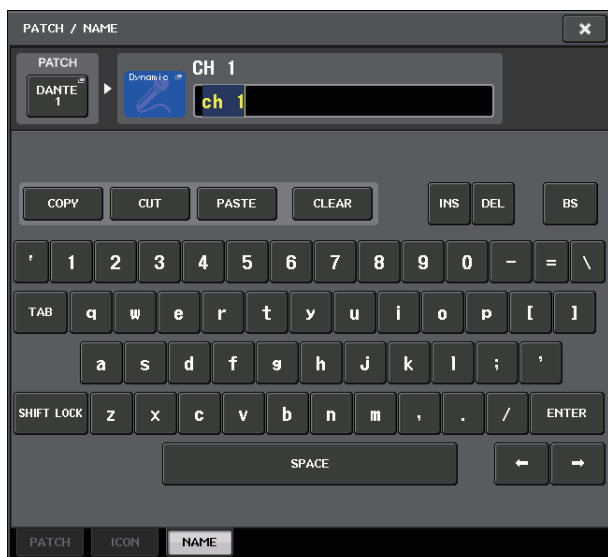 PATCH / NAME
PATCH
DANTE
1
Dynamic
CH 1
ch 1
COPY CUT PASTE CLEAR INS DEL BS
' 1 2 3 4 5 6 7 8 9 0 - = \
TAB q w e r t y u i o p [ ]
a s d f g h j k l ; '
SHIFT LOCK z x c v b n m , . / ENTER
SPACE ← →
PATCH ICON NAME